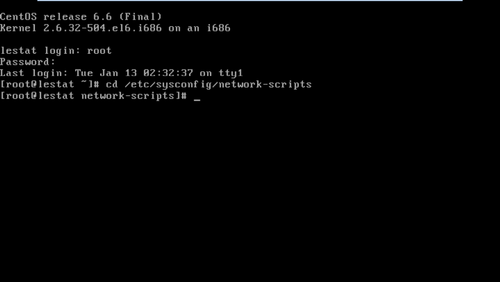 CentOS release 6.6 (Final)
Kernel 2.6.32-504.el6.i686 on an i686
lestat login: root
Password:
Last login: Tue Jan 13 02:32:37 on tty1
[root@lestat ~]# cd /etc/sysconfig/network-scripts
[root@lestat network-scripts]# _